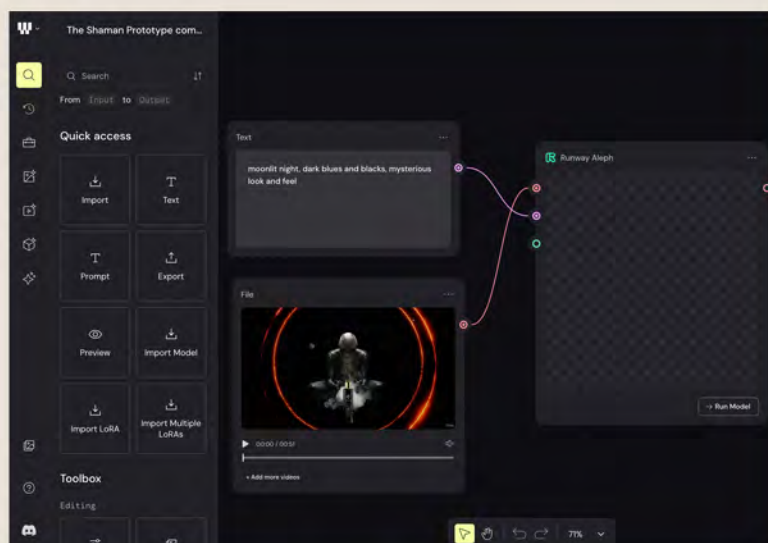 The Shaman Prototype com...
Search
From Input to Output
Quick access
Import
Text
Prompt
Export
Preview
Import Model
Import LoRA
Import Multiple
LoRAs
Toolbox
Editing
Text
moonlit night, dark blues and blacks, mysterious
look and feel
File
00:00 / 00:57
+ Add more videos
Runway Aleph
→ Run Model
71%